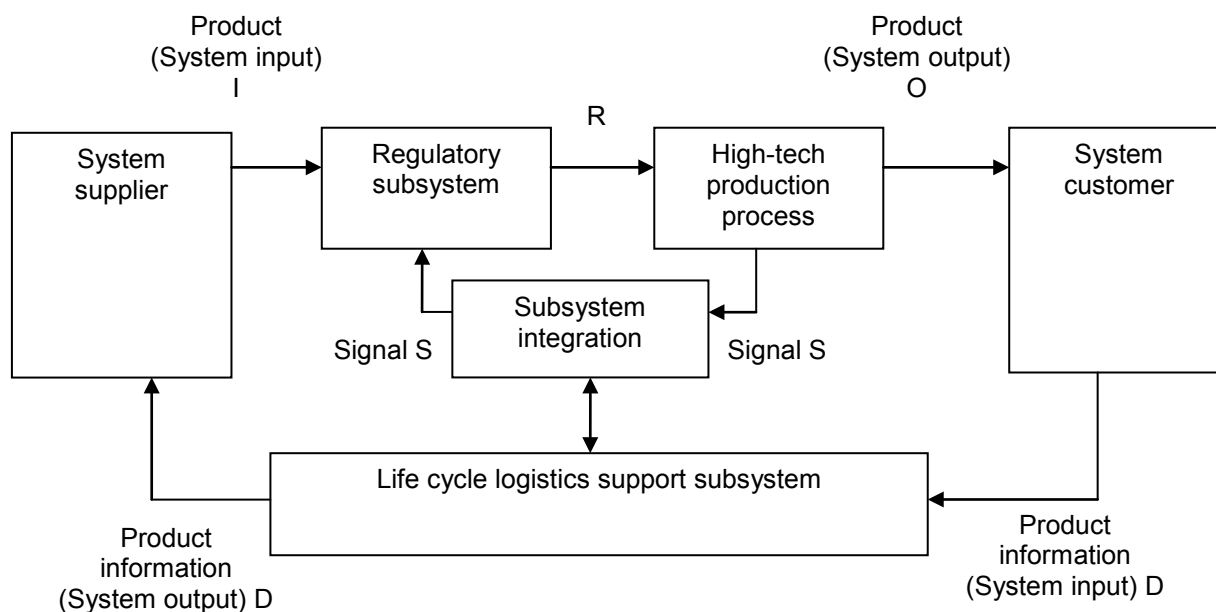 Product
(System input)
I
Product
(System output)
O
R
System
supplier
Regulatory
subsystem
High-tech
production
process
System
customer
Subsystem
integration
Signal S
Signal S
Life cycle logistics support subsystem
Product
information
(System output) D
Product
information
(System input) D